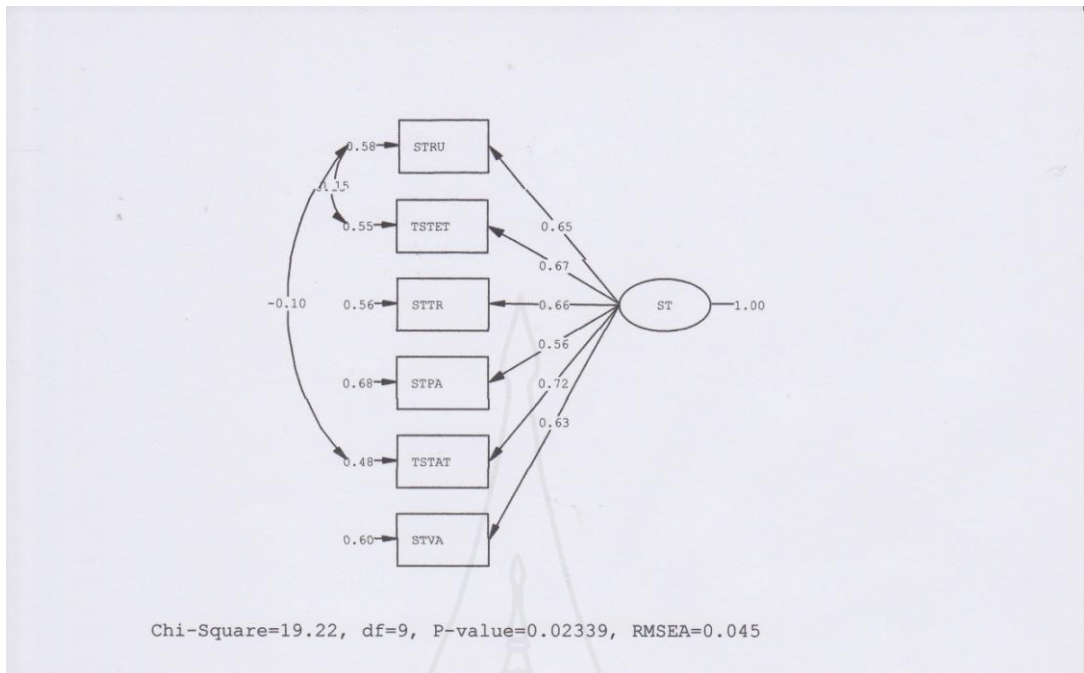 0.58 STRU
0.15
0.65
0.55 TSTET
0.67
-0.10
0.56 STTR
0.66
ST
1.00
0.56
0.68 STPA
0.72
0.63
0.48 TSTAT
0.60 STVA
Chi-Square=19.22, df=9, P-value=0.02339, RMSEA=0.045